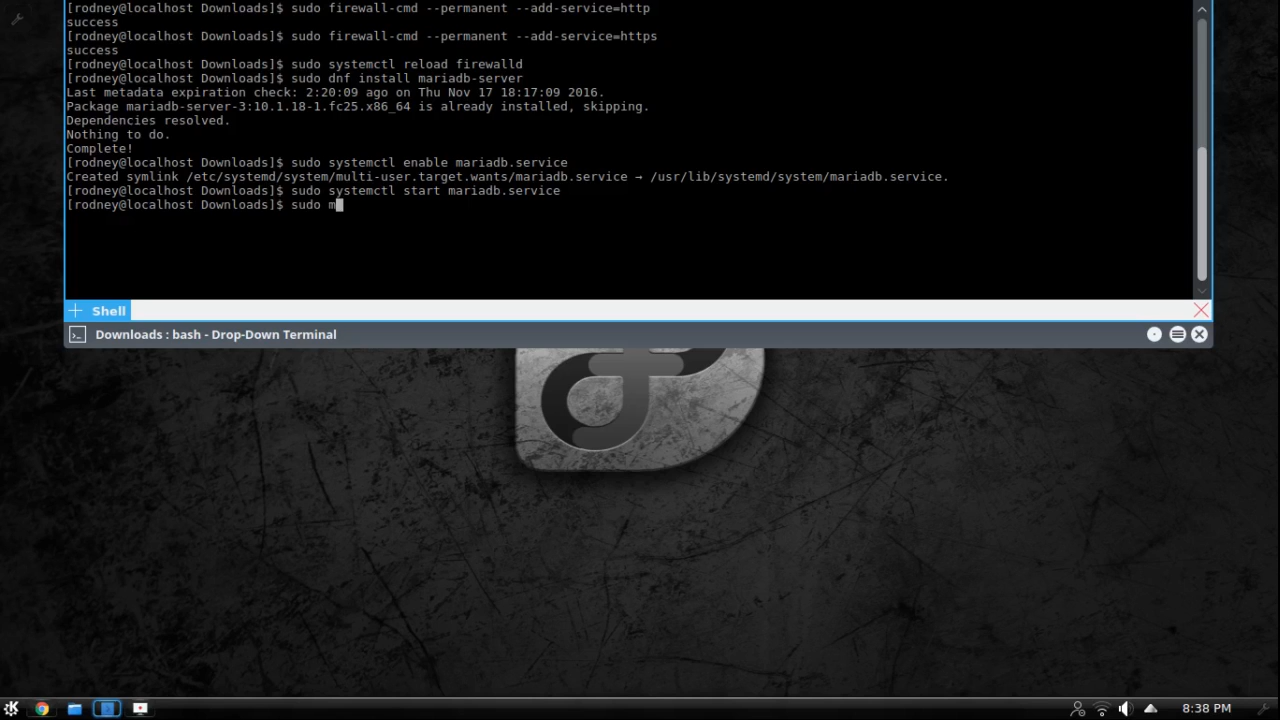 [rodney@localhost Downloads]$ sudo firewall-cmd --permanent --add-service=http
success
[rodney@localhost Downloads]$ sudo firewall-cmd --permanent --add-service=https
success
[rodney@localhost Downloads]$ sudo systemctl reload firewalld
[rodney@localhost Downloads]$ sudo dnf install mariadb-server
Last metadata expiration check: 2:20:09 ago on Thu Nov 17 18:17:09 2016.
Package mariadb-server-3:10.1.18-1.fc25.x86_64 is already installed, skipping.
Dependencies resolved.
Nothing to do.
Complete!
[rodney@localhost Downloads]$ sudo systemctl enable mariadb.service
Created symlink /etc/systemd/system/multi-user.target.wants/mariadb.service → /usr/lib/systemd/system/mariadb.service.
[rodney@localhost Downloads]$ sudo systemctl start mariadb.service
[rodney@localhost Downloads]$ sudo m
Shell
Downloads : bash - Drop-Down Terminal
8:38 PM